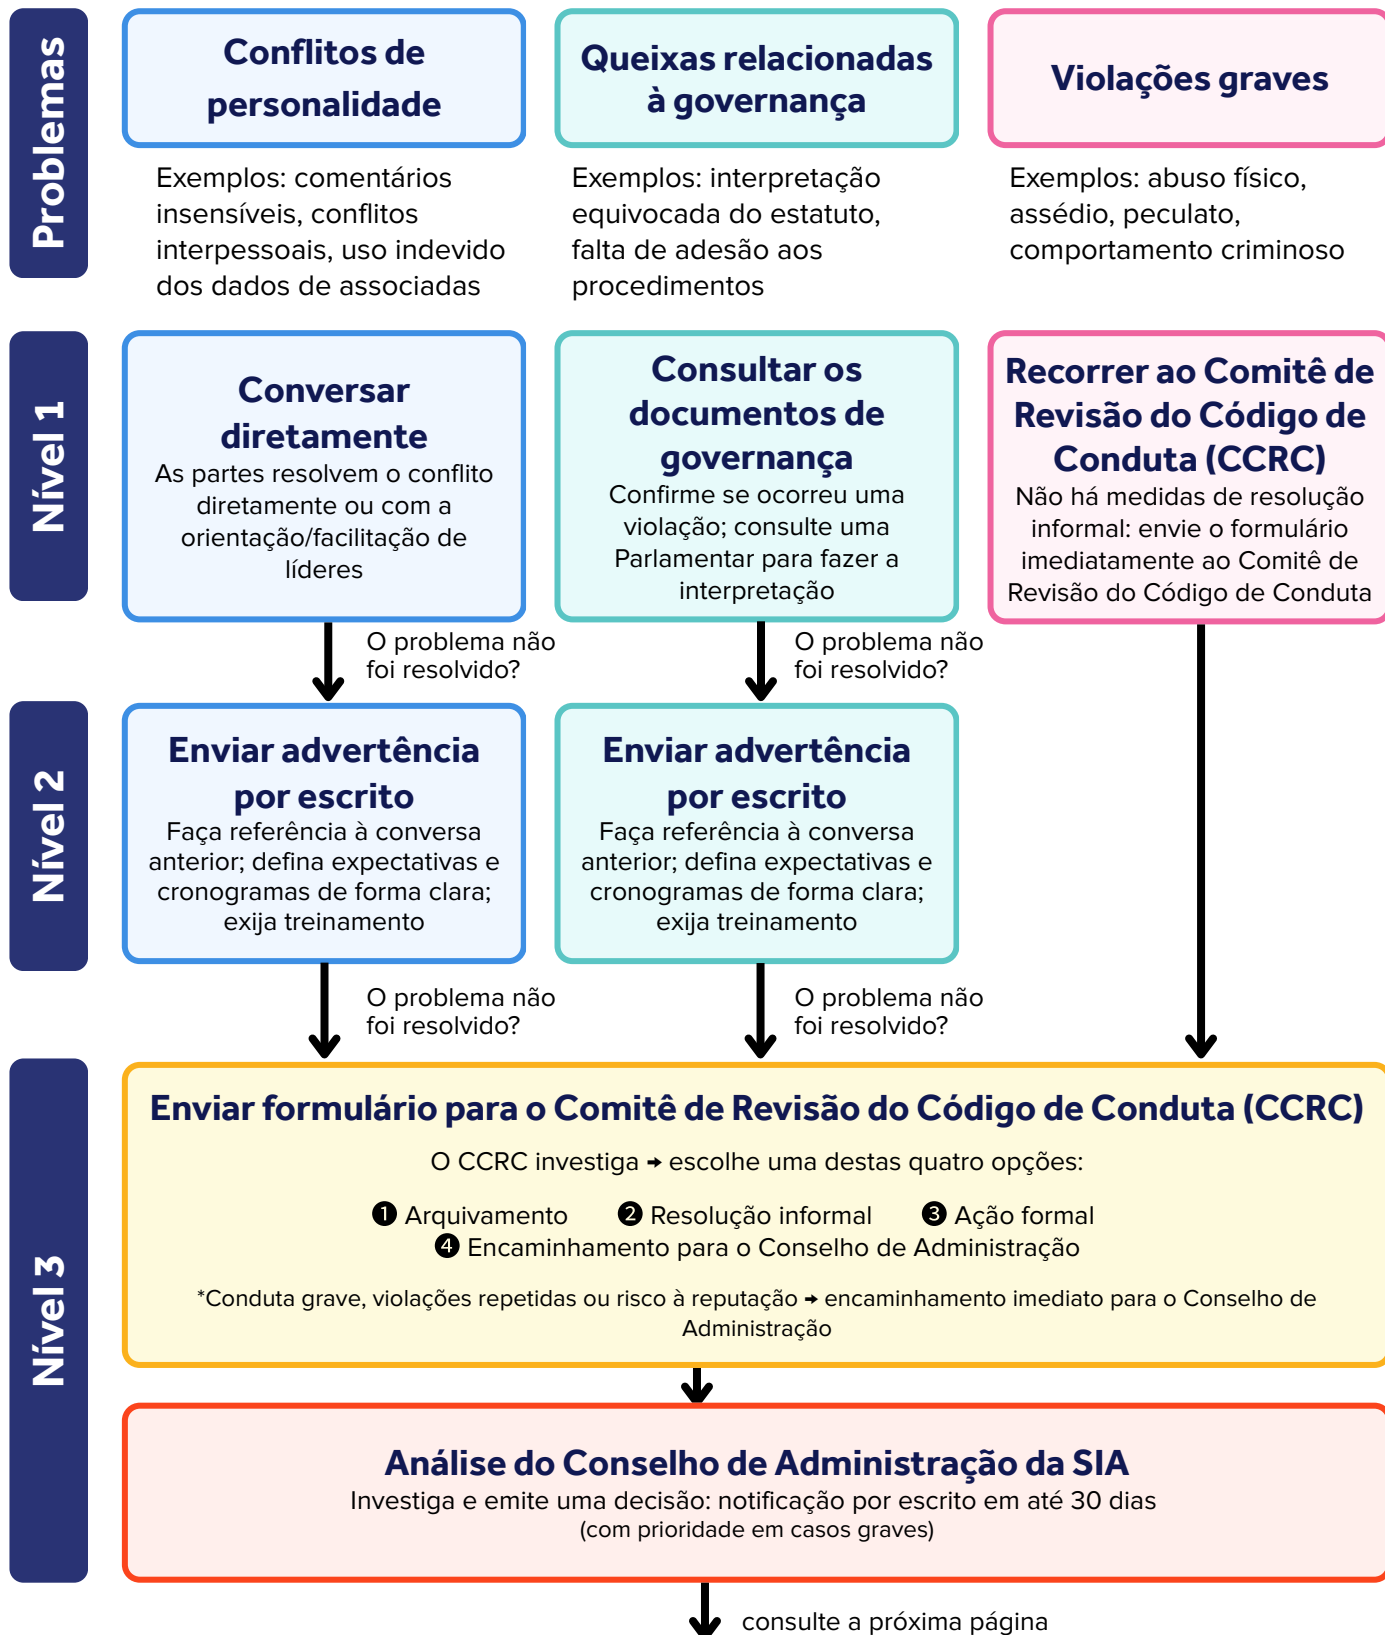 Problemas
Conflitos de
personalidade
Queixas relacionadas
à governança
Violações graves
Exemplos: comentários
insensíveis, conflitos
interpessoais, uso indevido
dos dados de associadas
Exemplos: interpretação
equivocada do estatuto,
falta de adesão aos
procedimentos
Exemplos: abuso físico,
assédio, peculato,
comportamento criminoso
Nível 1
Conversar
diretamente
As partes resolvem o conflito
diretamente ou com a
orientação/facilitação de
líderes
Consultar os
documentos de
governança
Confirme se ocorreu uma
violação; consulte uma
Parlamentar para fazer a
interpretação
Recorrer ao Comitê de
Revisão do Código de
Conduta (CCRC)
Não há medidas de resolução
informal: envie o formulário
imediatamente ao Comitê de
Revisão do Código de Conduta
O problema não
foi resolvido?
O problema não
foi resolvido?
Nível 2
Enviar advertência
por escrito
Faça referência à conversa
anterior; defina expectativas e
cronogramas de forma clara;
exija treinamento
Enviar advertência
por escrito
Faça referência à conversa
anterior; defina expectativas e
cronogramas de forma clara;
exija treinamento
O problema não
foi resolvido?
O problema não
foi resolvido?
Nível 3
Enviar formulário para o Comitê de Revisão do Código de Conduta (CCRC)
O CCRC investiga → escolhe uma destas quatro opções:
❶ Arquivamento ❷ Resolução informal ❸ Ação formal
❹ Encaminhamento para o Conselho de Administração
*Conduta grave, violações repetidas ou risco à reputação → encaminhamento imediato para o Conselho de
Administração
Análise do Conselho de Administração da SIA
Investiga e emite uma decisão: notificação por escrito em até 30 dias
(com prioridade em casos graves)
consulte a próxima página